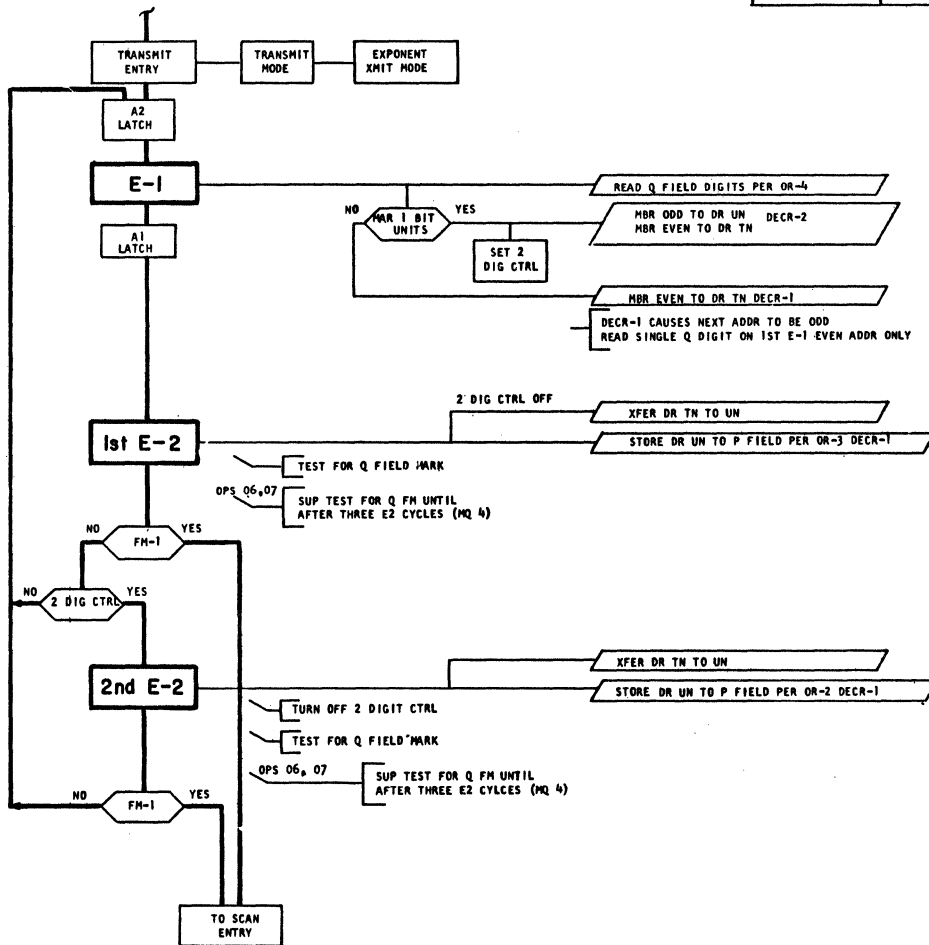 TRANSMIT
ENTRY
TRANSMIT
MODE
EXPONENT
XMIT MODE
A2
LATCH
E-1
READ Q FIELD DIGITS PER OR-4
NO
MAR 1 BIT
UNITS
YES
MBR ODD TO DR UN DECR-2
MBR EVEN TO DR TN
A1
LATCH
SET 2
DIG CTRL
MBR EVEN TO DR TN DECR-1
DECR-1 CAUSES NEXT ADDR TO BE ODD
READ SINGLE Q DIGIT ON 1ST E-1 EVEN ADDR ONLY
2 DIG CTRL OFF
XFER DR TN TO UN
1st E-2
STORE DR UN TO P FIELD PER OR-3 DECR-1
TEST FOR Q FIELD MARK
OPS 06,07
SUP TEST FOR Q FM UNTIL
AFTER THREE E2 CYCLES (MQ 4)
NO
FM-1
YES
NO
2 DIG CTRL
YES
XFER DR TN TO UN
2nd E-2
STORE DR UN TO P FIELD PER OR-2 DECR-1
TURN OFF 2 DIGIT CTRL
TEST FOR Q FIELD MARK
OPS 06, 07
SUP TEST FOR Q FM UNTIL
AFTER THREE E2 CYLCES (MQ 4)
NO
FM-1
YES
TO SCAN
ENTRY